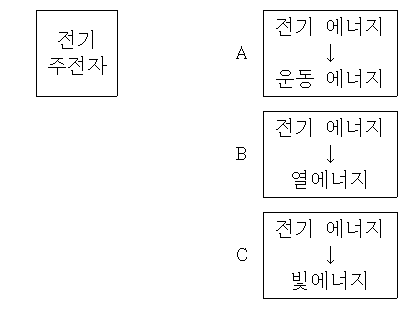 전기
주전자
A
전기 에너지
↓
운동 에너지
B
전기 에너지
↓
열에너지
C
전기 에너지
↓
빛에너지